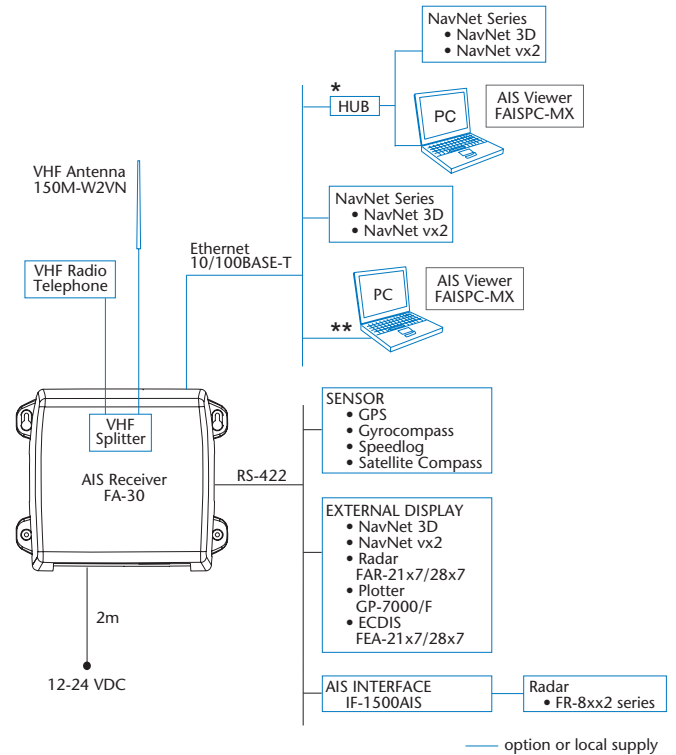 NavNet Series
• NavNet 3D
• NavNet vx2
*
HUB
PC
AIS Viewer
FAISPC-MX
VHF Antenna
150M-W2VN
NavNet Series
• NavNet 3D
• NavNet vx2
Ethernet
10/100BASE-T
VHF Radio
Telephone
PC
AIS Viewer
FAISPC-MX
**
SENSOR
• GPS
• Gyrocompass
• Speedlog
• Satellite Compass
VHF
Splitter
AIS Receiver
FA-30
RS-422
EXTERNAL DISPLAY
• NavNet 3D
• NavNet vx2
• Radar
FAR-21x7/28x7
• Plotter
GP-7000/F
• ECDIS
FEA-21x7/28x7
2m
12-24 VDC
AIS INTERFACE
IF-1500AIS
Radar
• FR-8xx2 series
option or local supply